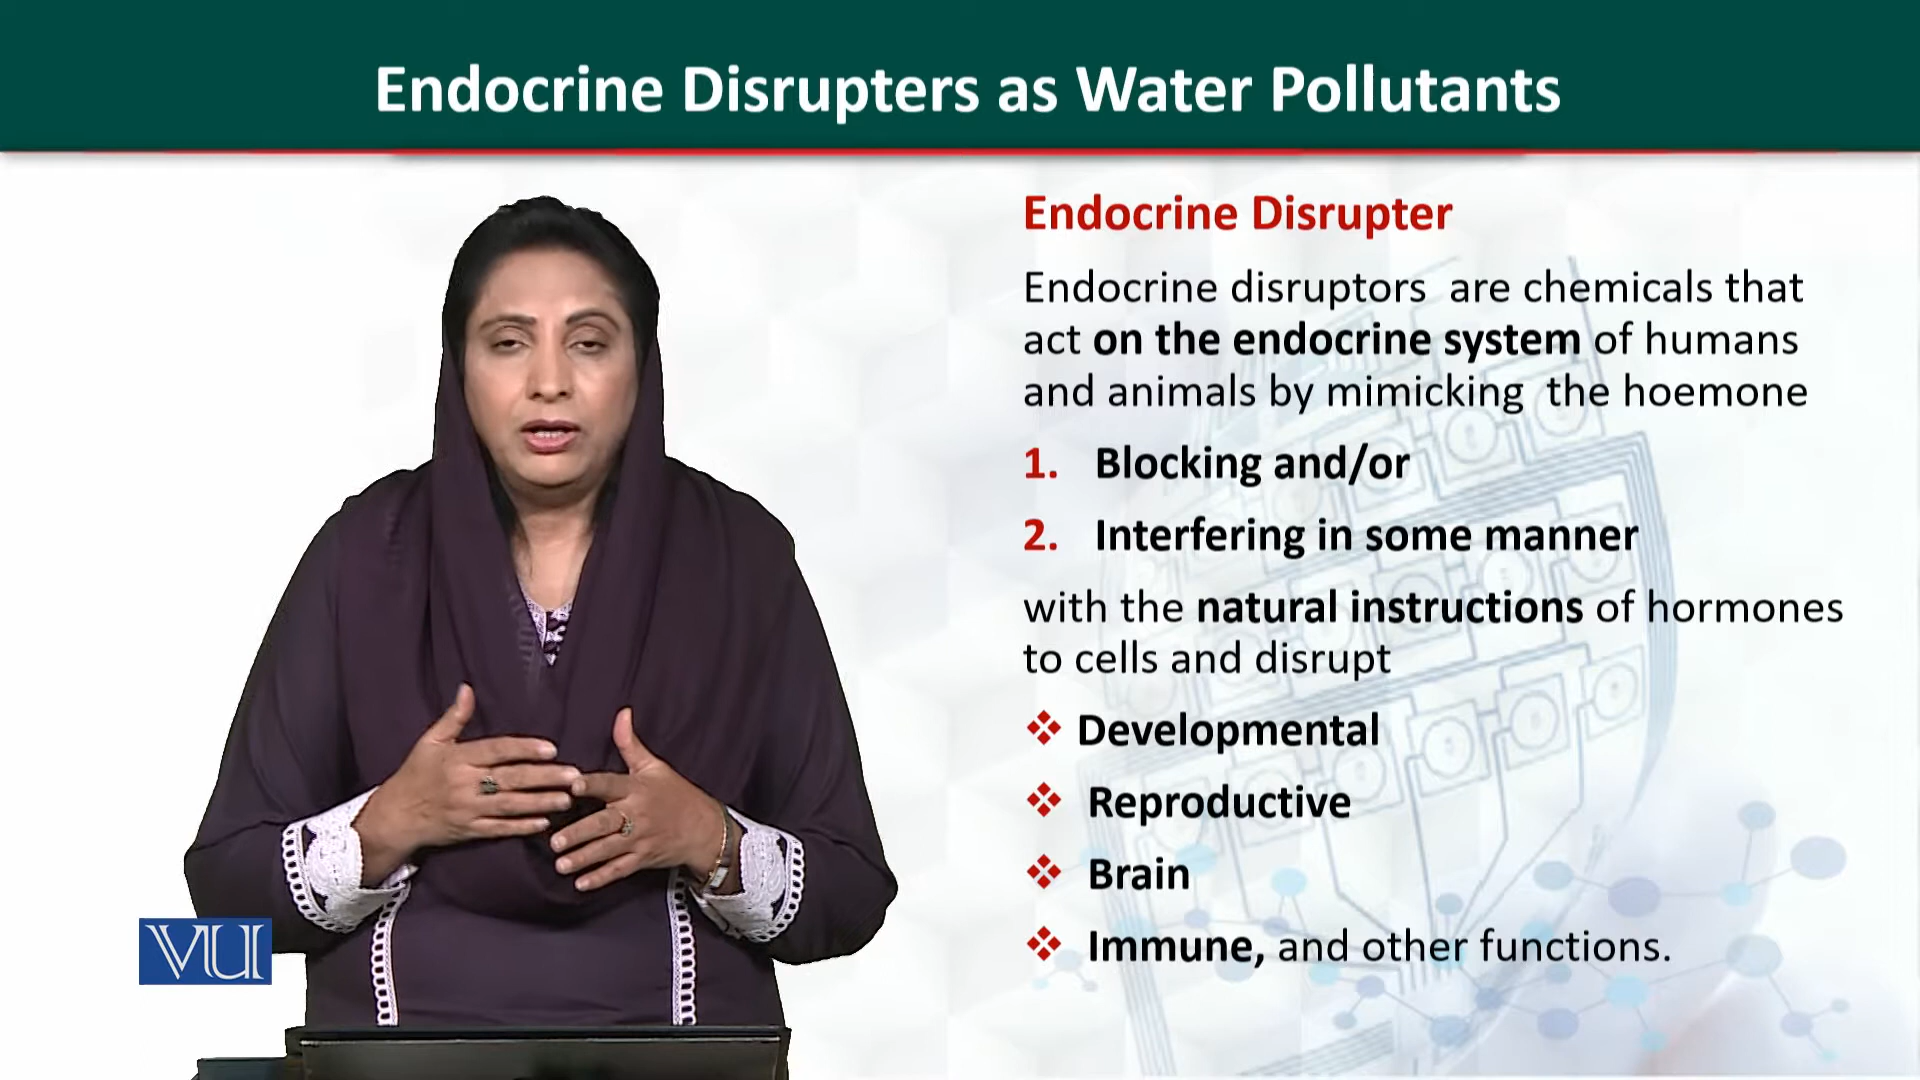 Endocrine Disrupters as Water Pollutants
Endocrine Disrupter
Endocrine disruptors are chemicals that
act on the endocrine system of humans
and animals by mimicking the hoemone
1. Blocking and/or
2. Interfering in some manner
with the natural instructions of hormones
to cells and disrupt
❖ Developmental
❖ Reproductive
❖ Brain
❖ Immune, and other functions.
VU